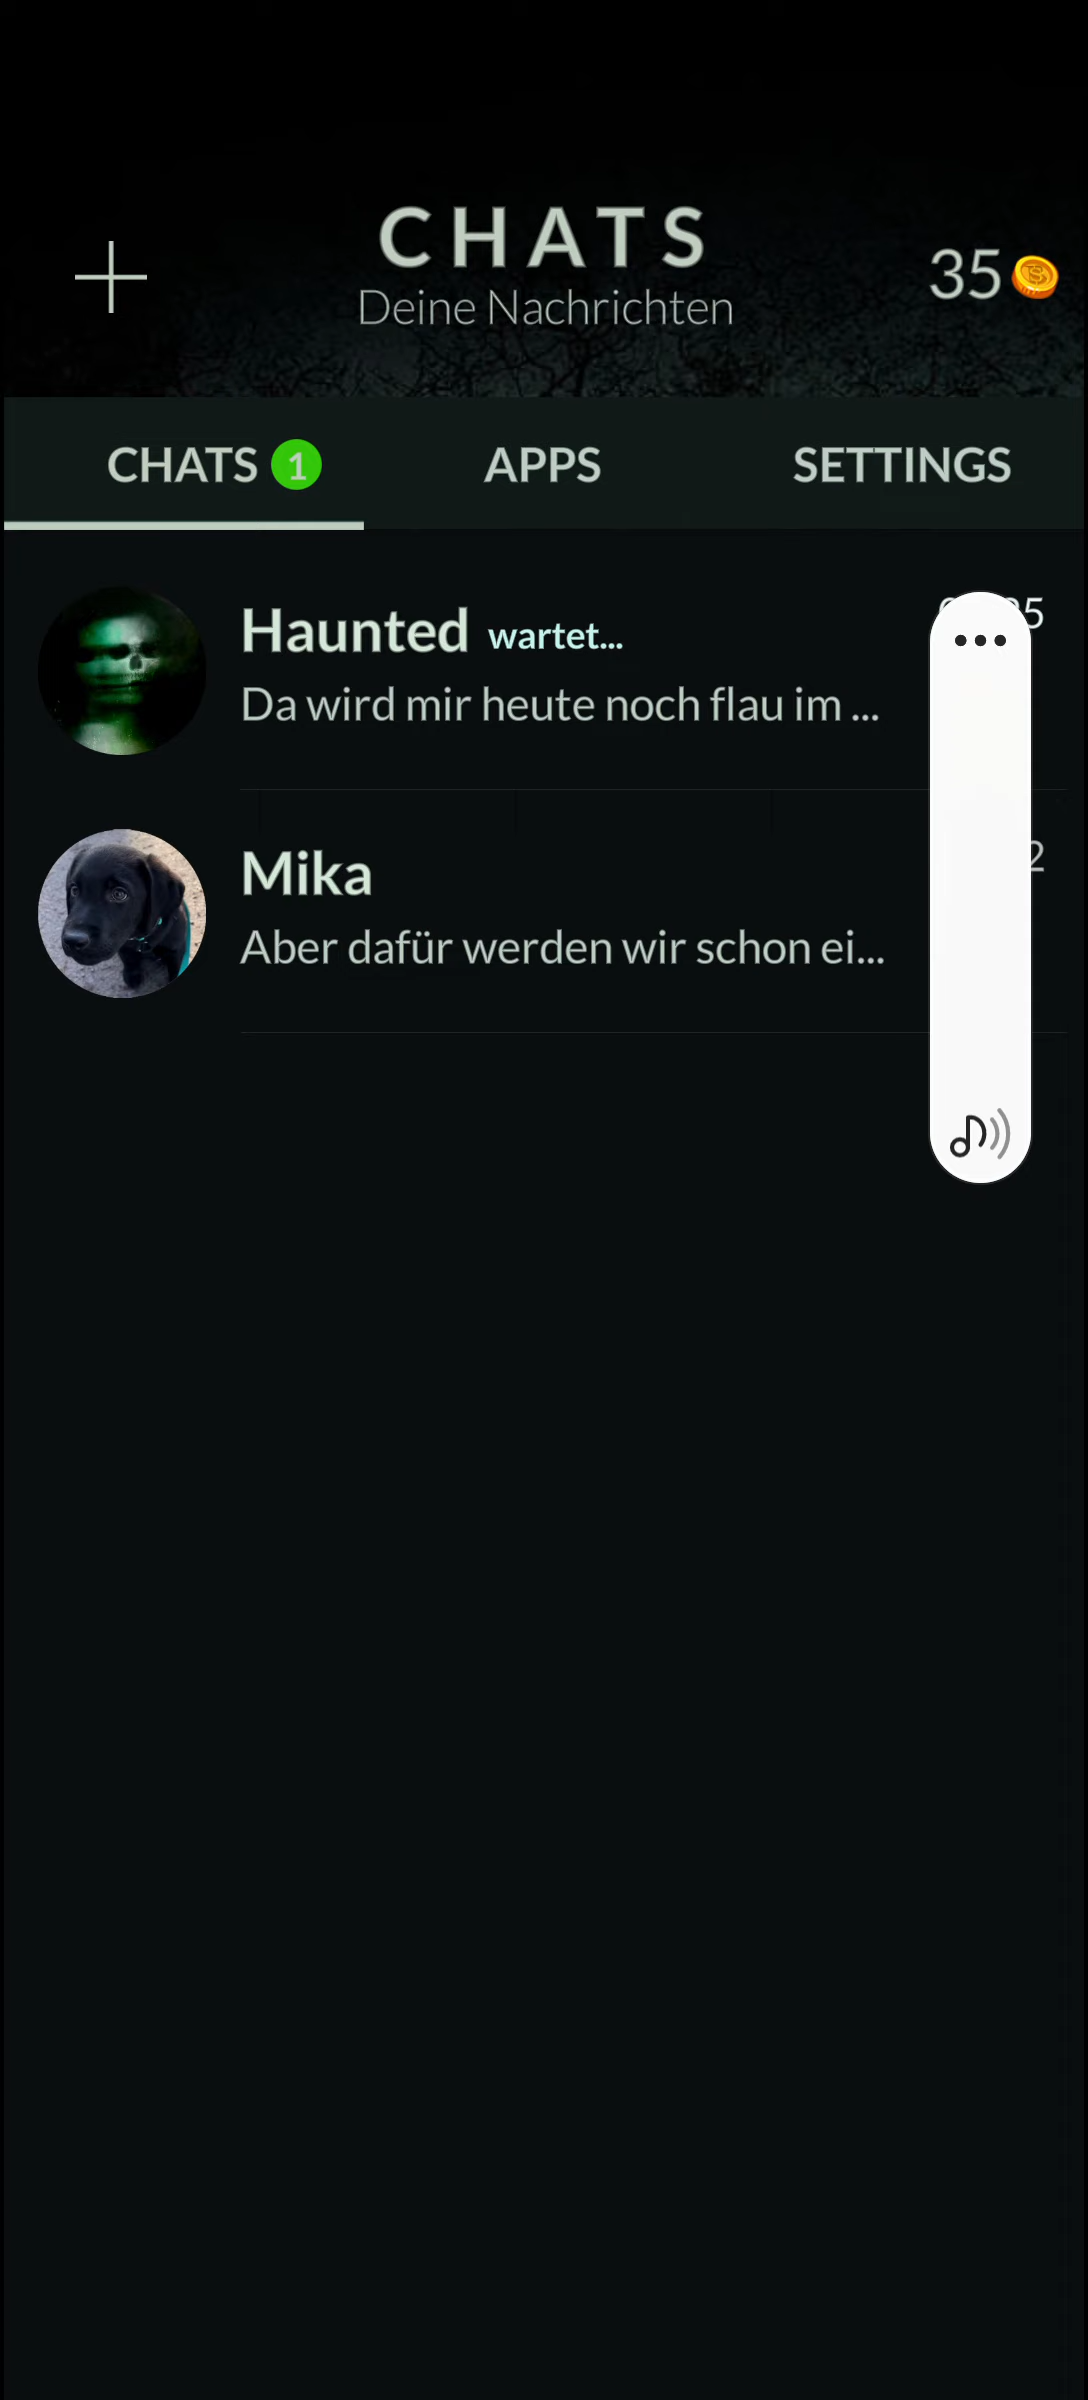 CHATS
Deine Nachrichten
35
CHATS 1
APPS
SETTINGS
Haunted wartet...
Da wird mir heute noch flau im ...
Mika
Aber dafür werden wir schon ei...